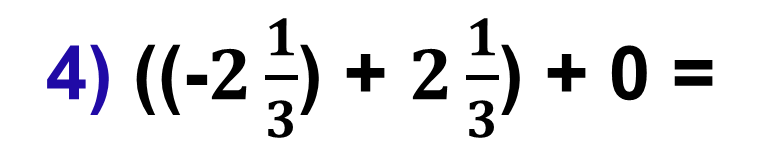 4) ((-2 1/3) + 2 1/3) + 0 =